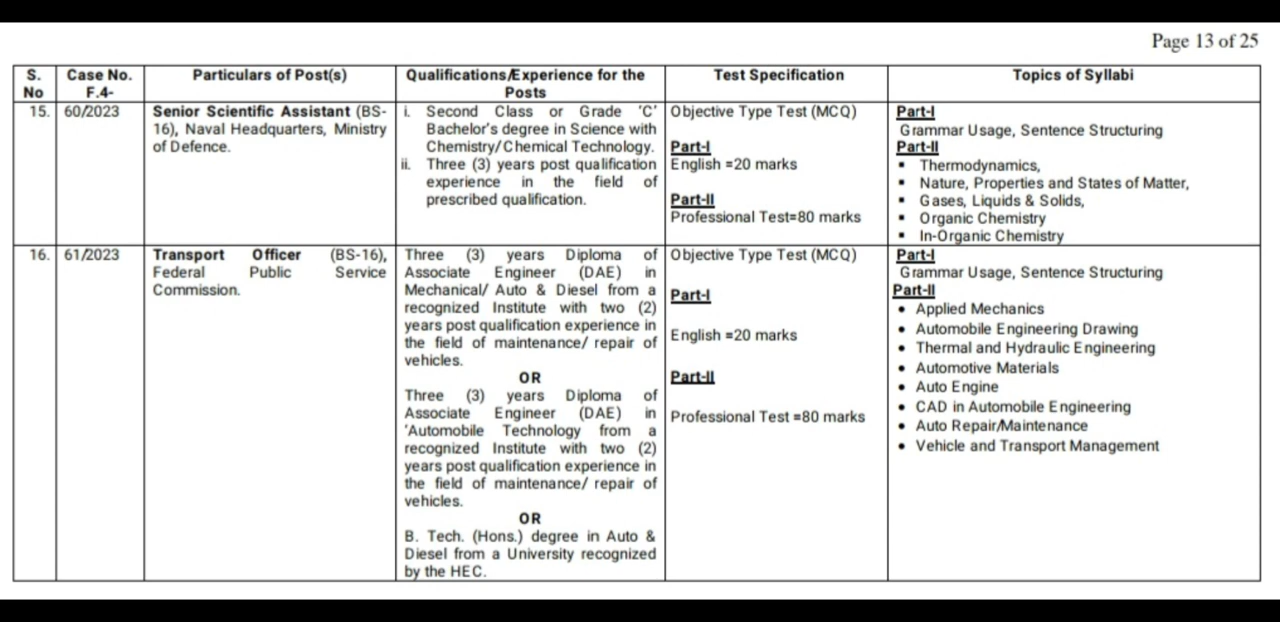 Page 13 of 25
S. No
Case No. F.4-
Particulars of Post(s)
Qualifications/Experience for the Posts
Test Specification
Topics of Syllabi
15.
60/2023
Senior Scientific Assistant (BS-
16), Naval Headquarters, Ministry
of Defence.
i. Second Class or Grade 'C'
Bachelor's degree in Science with
Chemistry/Chemical Technology.
ii. Three (3) years post qualification
experience in the field of
prescribed qualification.
Objective Type Test (MCQ)
Part-I
English =20 marks
Part-II
Professional Test=80 marks
Part-I
Grammar Usage, Sentence Structuring
Part-II
▪ Thermodynamics,
▪ Nature, Properties and States of Matter,
▪ Gases, Liquids & Solids,
▪ Organic Chemistry
▪ In-Organic Chemistry
16.
61/2023
Transport Officer (BS-16),
Federal Public Service
Commission.
Three (3) years Diploma of
Associate Engineer (DAE) in
Mechanical/ Auto & Diesel from a
recognized Institute with two (2)
years post qualification experience in
the field of maintenance/ repair of
vehicles.
OR
Three (3) years Diploma of
Associate Engineer (DAE) in
'Automobile Technology from a
recognized Institute with two (2)
years post qualification experience in
the field of maintenance/ repair of
vehicles.
OR
B. Tech. (Hons.) degree in Auto &
Diesel from a University recognized
by the HEC.
Objective Type Test (MCQ)
Part-I
English =20 marks
Part-II
Professional Test =80 marks
Part-I
Grammar Usage, Sentence Structuring
Part-II
• Applied Mechanics
• Automobile Engineering Drawing
• Thermal and Hydraulic Engineering
• Automotive Materials
• Auto Engine
• CAD in Automobile Engineering
• Auto Repair/Maintenance
• Vehicle and Transport Management